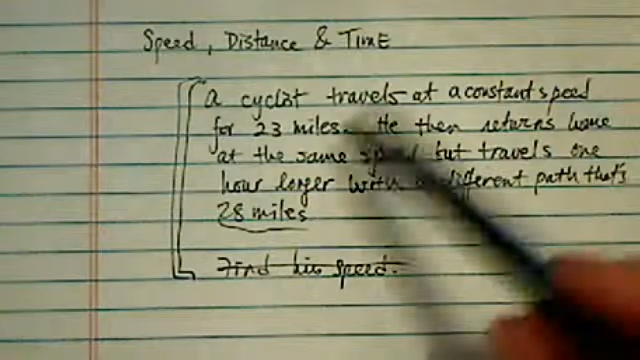 Speed, Distance & Time
A cyclist travels at a constant speed
for 23 miles. He then returns home
at the same but travels one
hour longer with different path that's
28 miles
Find his speed.